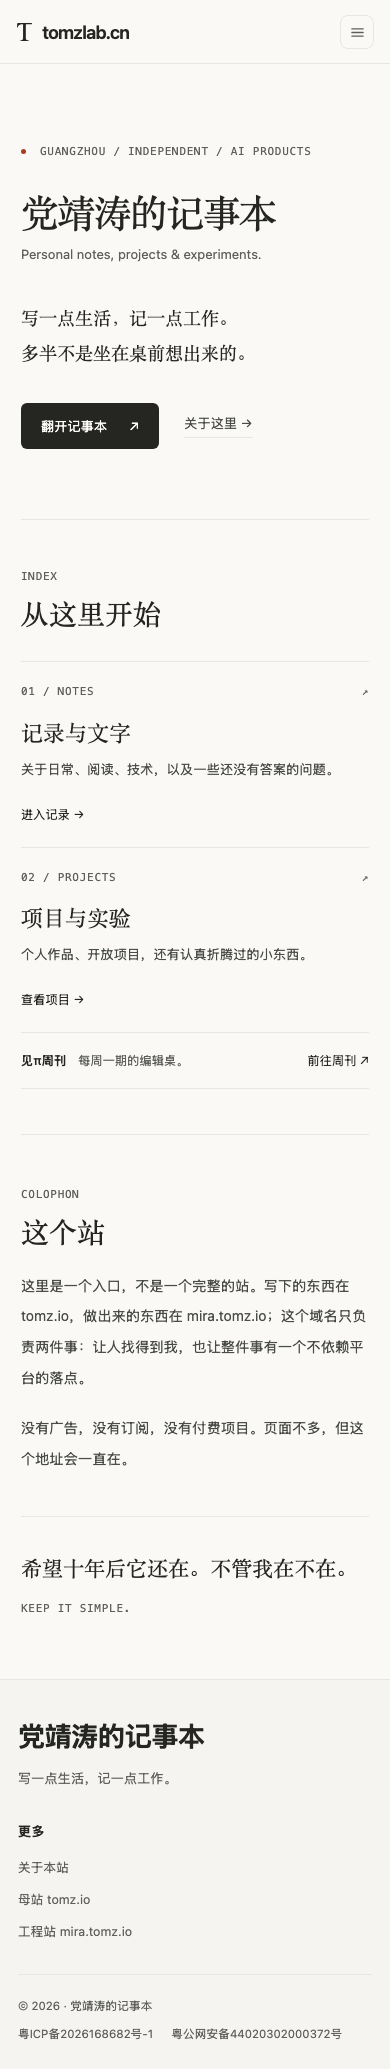 T tomzlab.cn
GUANGZHOU / INDEPENDENT / AI PRODUCTS
党靖涛的记事本
Personal notes, projects & experiments.
写一点生活，记一点工作。
多半不是坐在桌前想出来的。
翻开记事本 ↗ 关于这里 →
INDEX
从这里开始
01 / NOTES ↗
记录与文字
关于日常、阅读、技术，以及一些还没有答案的问题。
进入记录 →
02 / PROJECTS ↗
项目与实验
个人作品、开放项目，还有认真折腾过的小东西。
查看项目 →
见π周刊 每周一期的编辑桌。 前往周刊 ↗
COLOPHON
这个站
这里是一个入口，不是一个完整的站。写下的东西在
tomz.io，做出来的东西在 mira.tomz.io；这个域名只负
责两件事：让人找得到我，也让整件事有一个不依赖平
台的落点。
没有广告，没有订阅，没有付费项目。页面不多，但这
个地址会一直在。
希望十年后它还在。不管我在不在。
KEEP IT SIMPLE.
党靖涛的记事本
写一点生活，记一点工作。
更多
关于本站
母站 tomz.io
工程站 mira.tomz.io
© 2026 · 党靖涛的记事本
粤ICP备2026168682号-1 粤公网安备44020302000372号